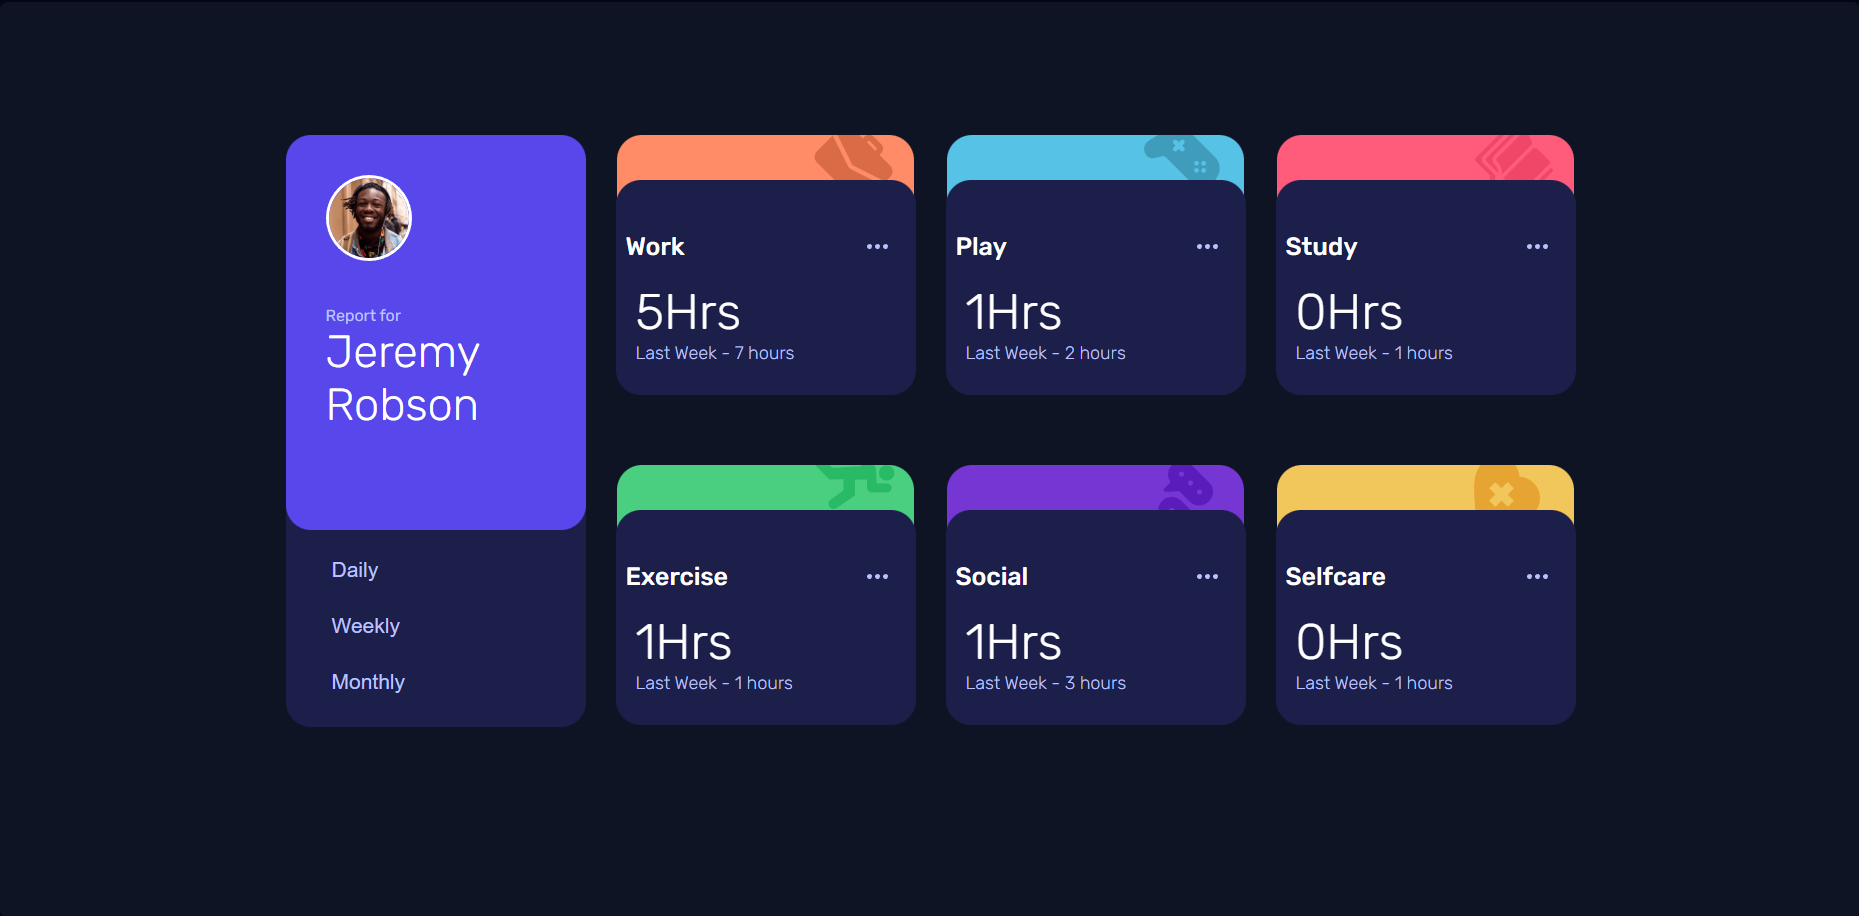 Report for
Jeremy
Robson
Daily
Weekly
Monthly
Work
5Hrs
Last Week - 7 hours
Play
1Hrs
Last Week - 2 hours
Study
0Hrs
Last Week - 1 hours
Exercise
1Hrs
Last Week - 1 hours
Social
1Hrs
Last Week - 3 hours
Selfcare
0Hrs
Last Week - 1 hours